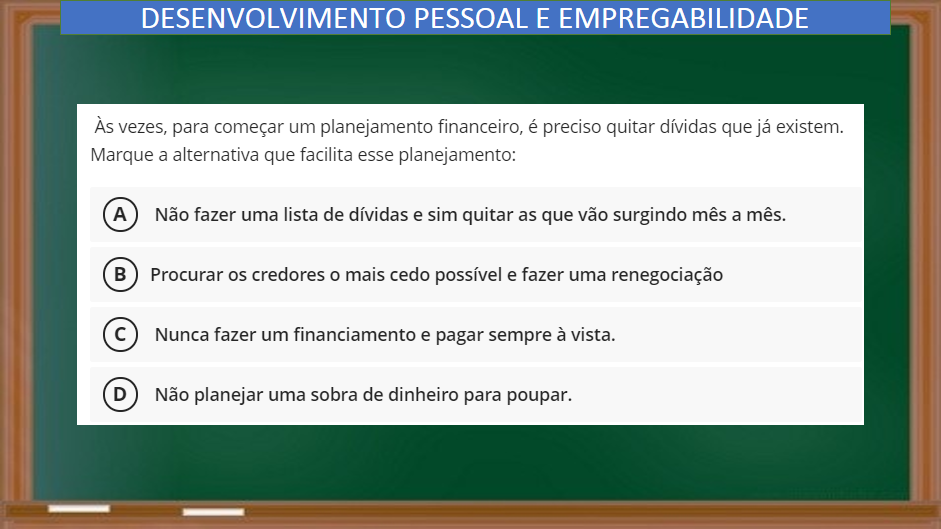 DESENVOLVIMENTO PESSOAL E EMPREGABILIDADE
Às vezes, para começar um planejamento financeiro, é preciso quitar dívidas que já existem.
Marque a alternativa que facilita esse planejamento:
A Não fazer uma lista de dívidas e sim quitar as que vão surgindo mês a mês.
B Procurar os credores o mais cedo possível e fazer uma renegociação
C Nunca fazer um financiamento e pagar sempre à vista.
D Não planejar uma sobra de dinheiro para poupar.